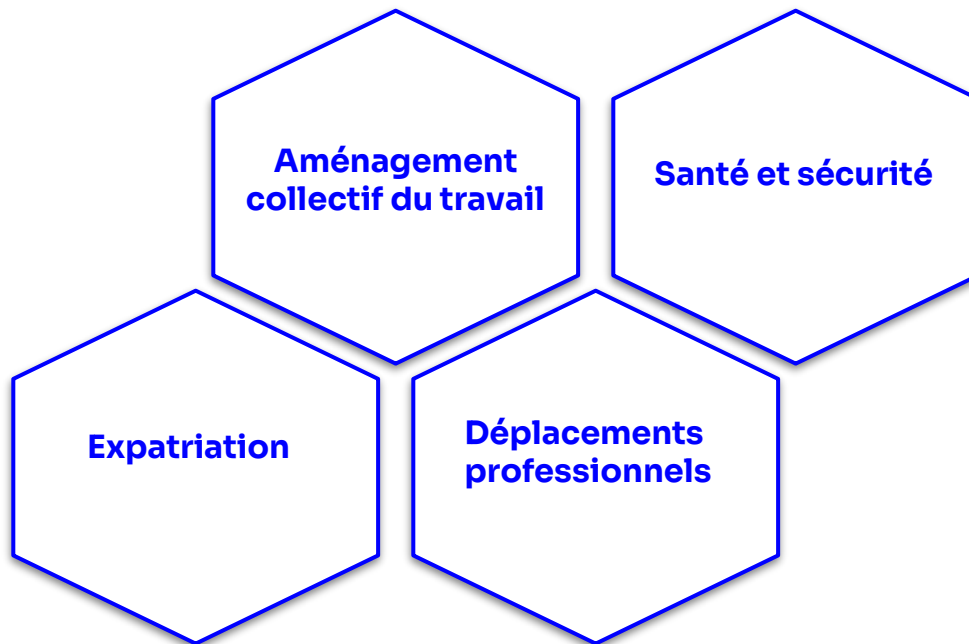 Aménagement
collectif du travail
Santé et sécurité
Expatriation
Déplacements
professionnels